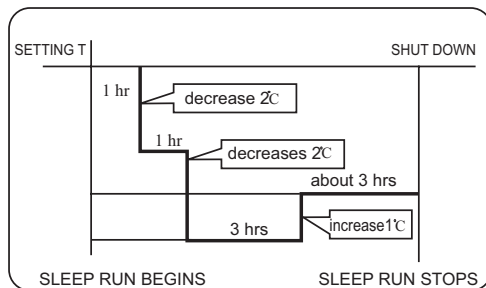 SETTING T SHUT DOWN
1 hr decrease 2℃
1 hr decreases 2℃
about 3 hrs
3 hrs increase1℃
SLEEP RUN BEGINS SLEEP RUN STOPS